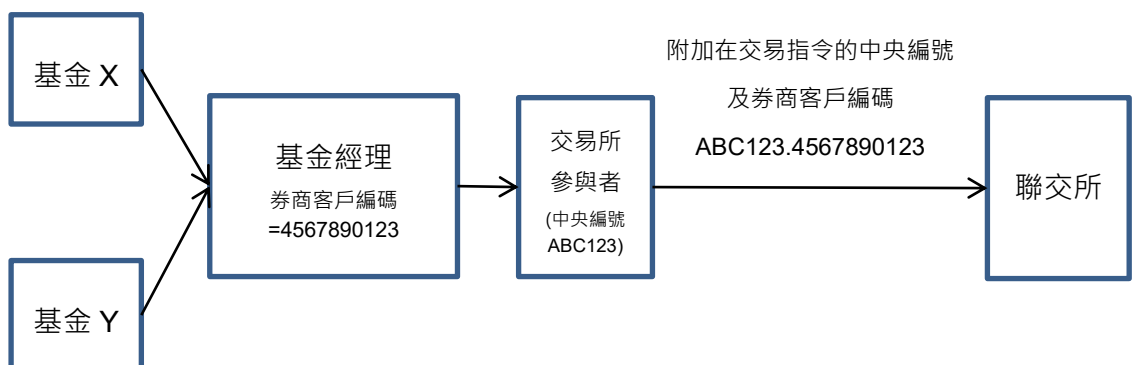 基金 X
基金 Y
基金經理
券商客戶編碼
=4567890123
交易所
參與者
(中央編號
ABC123)
附加在交易指令的中央編號
及券商客戶編碼
ABC123.4567890123
聯交所